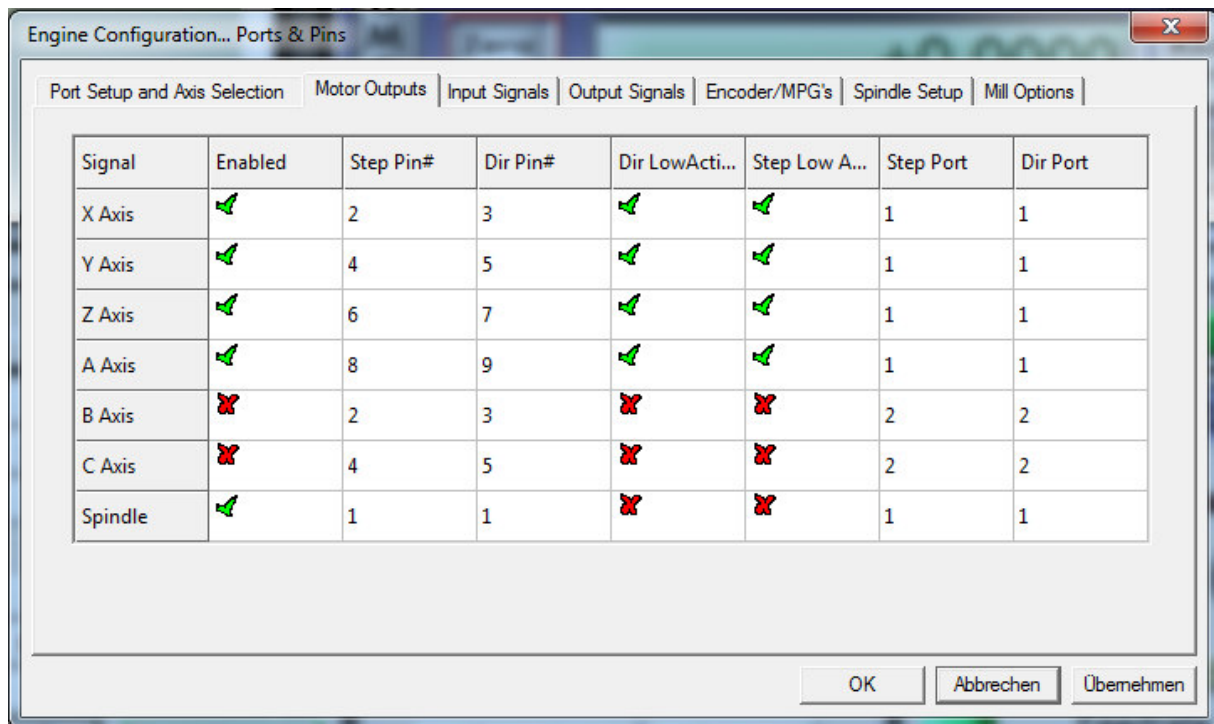 Engine Configuration... Ports & Pins
Port Setup and Axis Selection Motor Outputs Input Signals Output Signals Encoder/MPG's Spindle Setup Mill Options
Signal Enabled Step Pin# Dir Pin# Dir LowActi... Step Low A... Step Port Dir Port
X Axis 2 3 1 1
Y Axis 4 5 1 1
Z Axis 6 7 1 1
A Axis 8 9 1 1
B Axis 2 3 2 2
C Axis 4 5 2 2
Spindle 1 1 1 1
OK Abbrechen Übernehmen